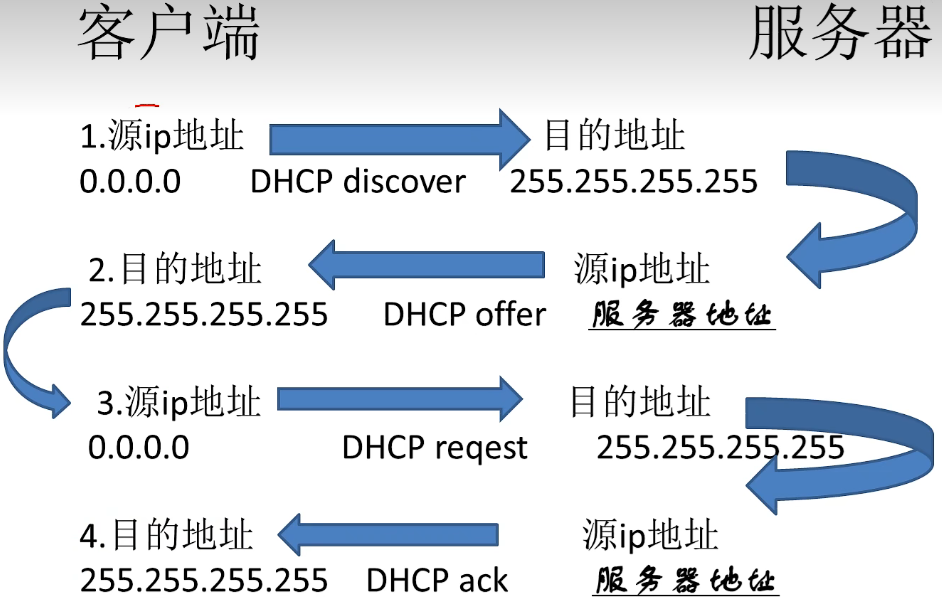 客户端 服务器
1.源ip地址 目的地址
0.0.0.0 DHCP discover 255.255.255.255
2.目的地址 源ip地址
255.255.255.255 DHCP offer 服务器地址
3.源ip地址 目的地址
0.0.0.0 DHCP reqest 255.255.255.255
4.目的地址 源ip地址
255.255.255.255 DHCP ack 服务器地址